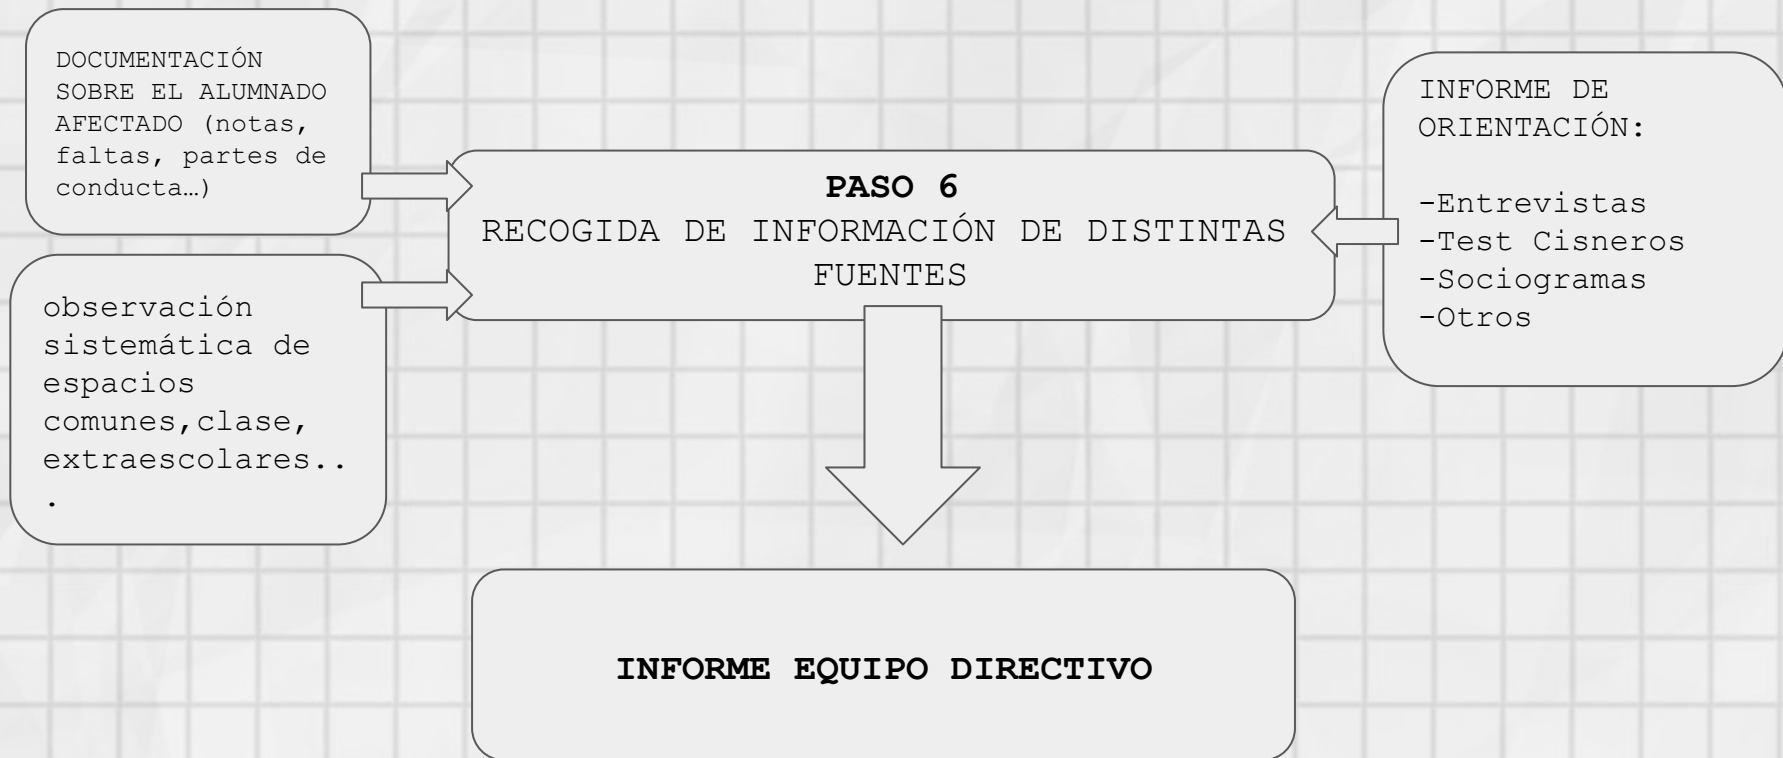 DOCUMENTACIÓN
SOBRE EL ALUMNADO
AFECTADO (notas,
faltas, partes de
conducta…)
observación
sistemática de
espacios
comunes,clase,
extraescolares..
.
PASO 6
RECOGIDA DE INFORMACIÓN DE DISTINTAS
FUENTES
INFORME DE
ORIENTACIÓN:
-Entrevistas
-Test Cisneros
-Sociogramas
-Otros
INFORME EQUIPO DIRECTIVO